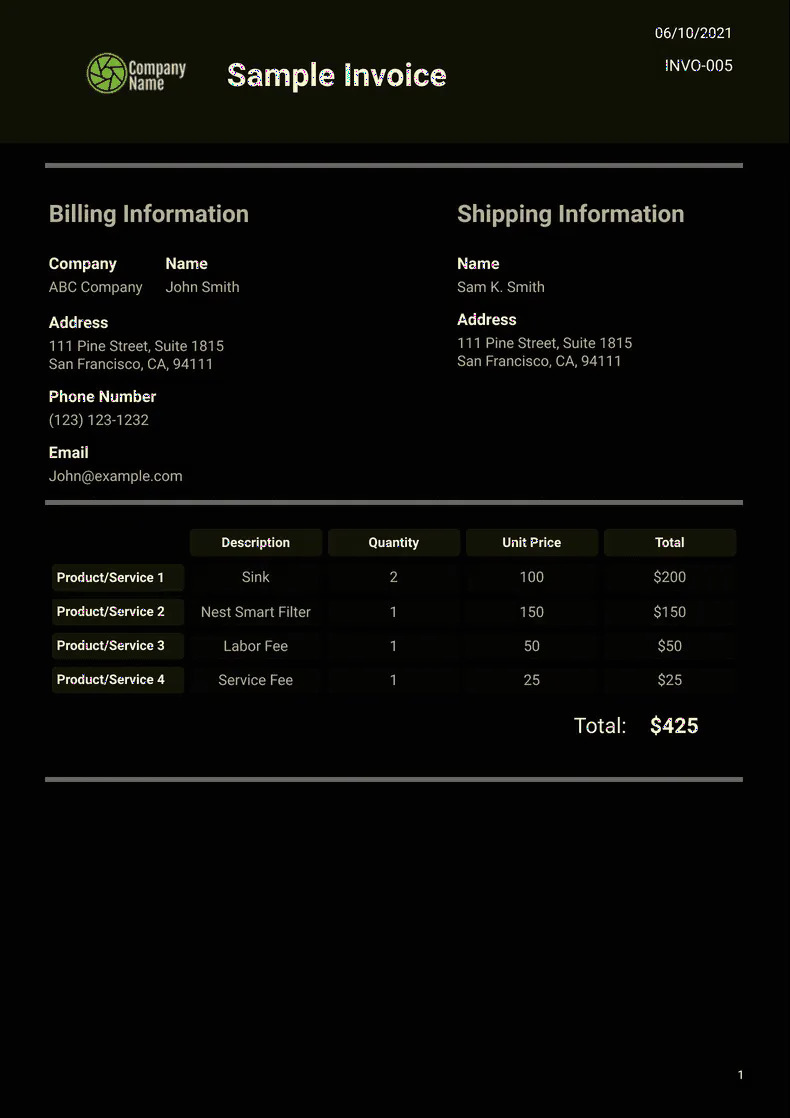 06/10/2021
Company
Name
Sample Invoice
INVO-005
Billing Information
Shipping Information
Company Name
ABC Company John Smith
Name
Sam K. Smith
Address
111 Pine Street, Suite 1815
San Francisco, CA, 94111
Address
111 Pine Street, Suite 1815
San Francisco, CA, 94111
Phone Number
(123) 123-1232
Email
John@example.com
Description Quantity Unit Price Total
Product/Service 1 Sink 2 100 $200
Product/Service 2 Nest Smart Filter 1 150 $150
Product/Service 3 Labor Fee 1 50 $50
Product/Service 4 Service Fee 1 25 $25
Total: $425
1